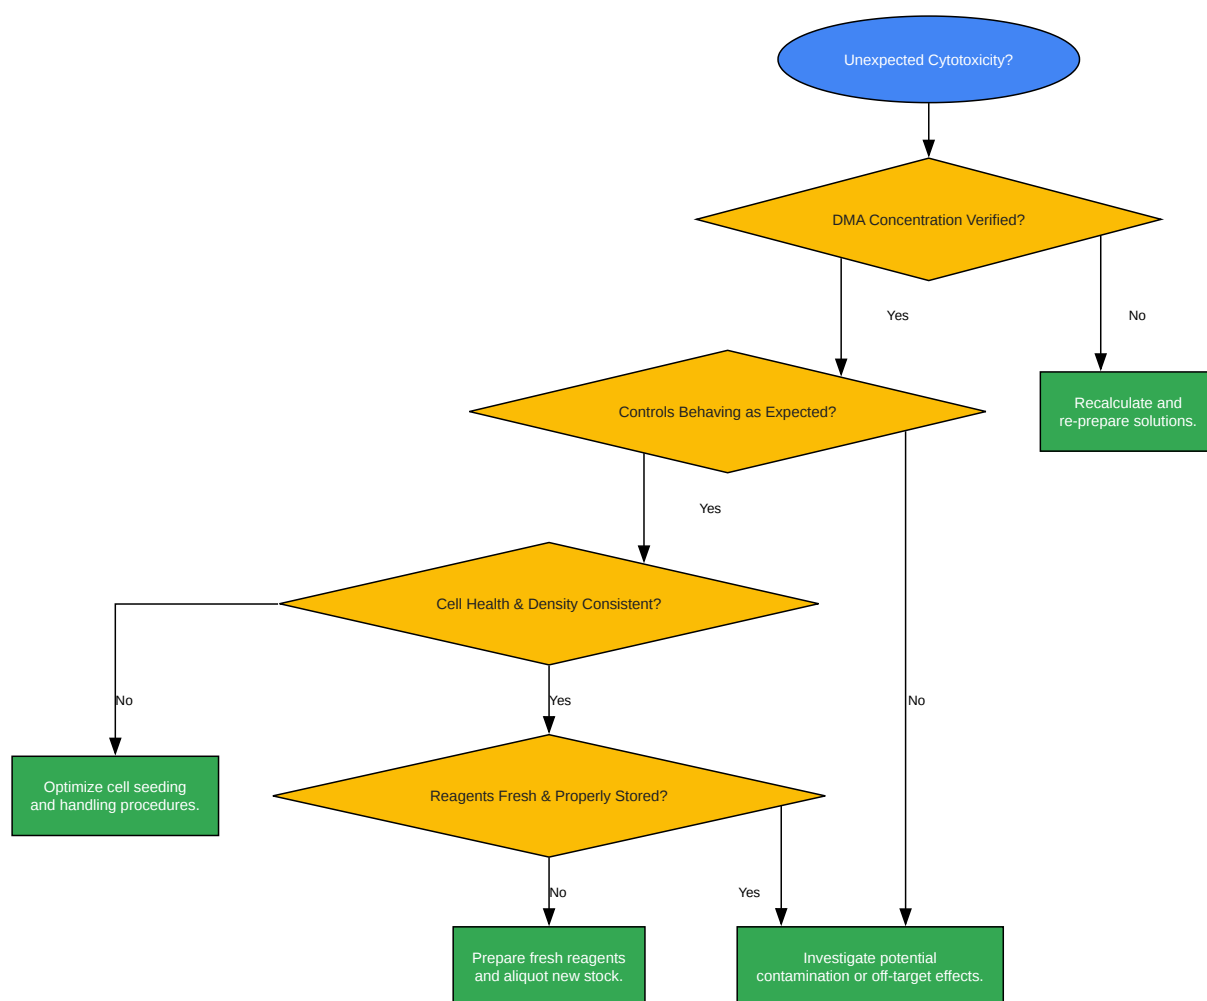 Unexpected Cytotoxicity?
DMA Concentration Verified?
Yes
No
Controls Behaving as Expected?
Recalculate and
re-prepare solutions.
Yes
Cell Health & Density Consistent?
No
Yes
No
Optimize cell seeding
and handling procedures.
Reagents Fresh & Properly Stored?
No
Yes
Prepare fresh reagents
and aliquot new stock.
Investigate potential
contamination or off-target effects.